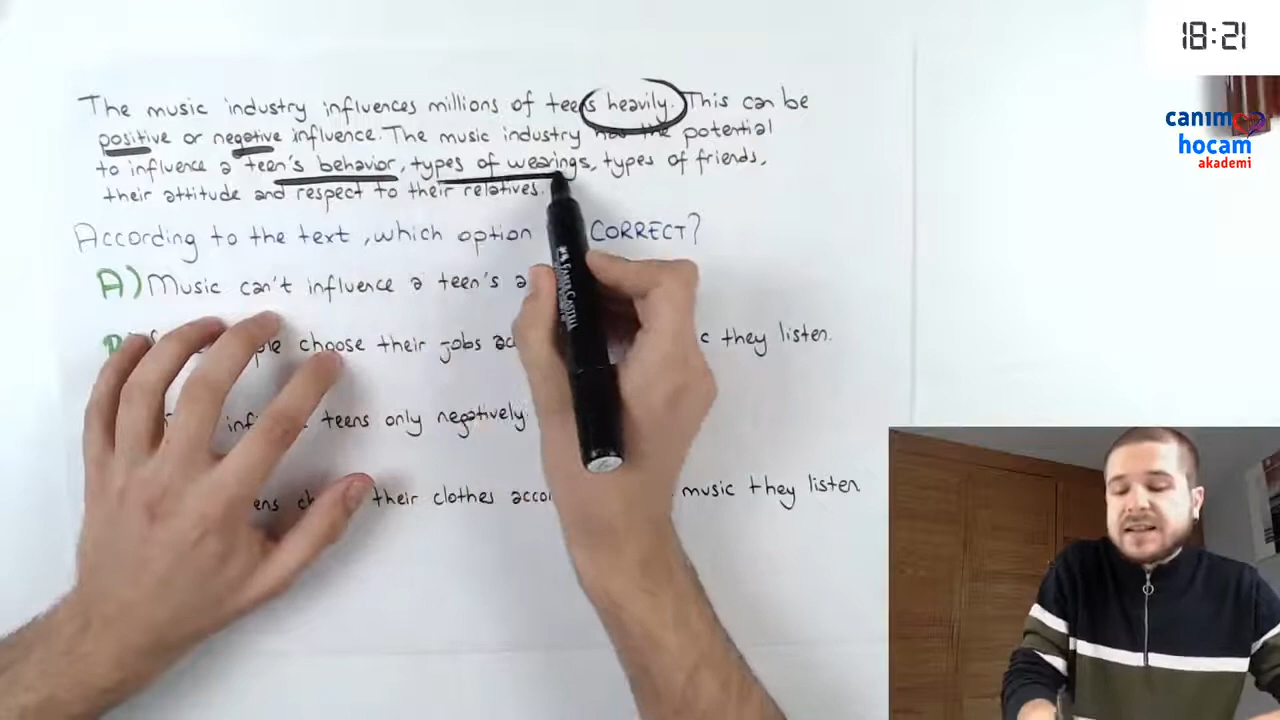 18:21
canım
hocam
akademi
The music industry influences millions of teens heavily. This can be
positive or negative influence. The music industry has the potential
to influence a teen's behavior, types of wearings, types of friends,
their attitude and respect to their relatives.
According to the text, which option CORRECT?
A) Music can't influence a teen's
choose their jobs they listen.
teens only negatively
their clothes music they listen
FABER CASTELL